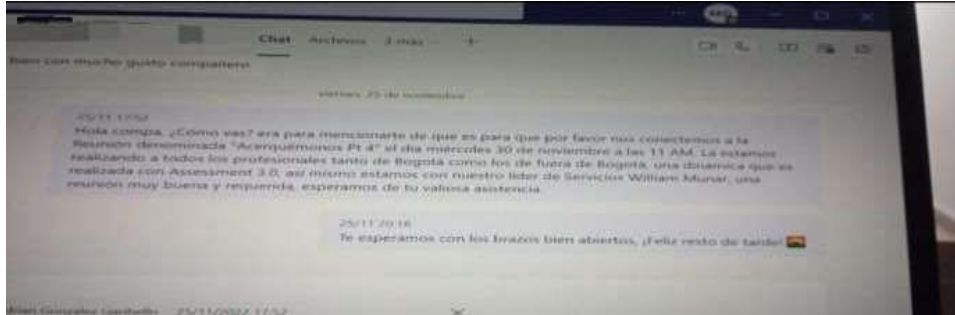 Chat Archivos 3 más +
bien con mucho gusto compañero
viernes, 25 de noviembre
25/11 17:52
Hola compa, ¿Cómo vas? era para mencionarte de que es para que por favor nos conectemos a la
Reunión denominada "Acerquémonos Pt 4" el día miércoles 30 de noviembre a las 11 AM. La estamos
realizando a todos los profesionales tanto de Bogotá como los de fuera de Bogotá, una dinámica que es
realizada con Assessment 3.0, así mismo estamos con nuestro líder de Servicios William Munar, una
reunión muy buena y requerida, esperamos de tu valiosa asistencia.
25/11 20:18
Te esperamos con los brazos bien abiertos, ¡Feliz resto de tarde!
25/11/2022 17:52